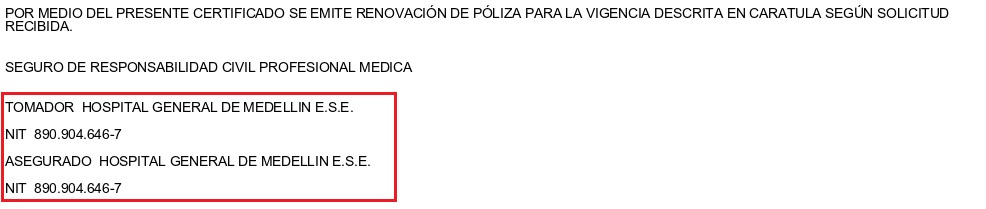 POR MEDIO DEL PRESENTE CERTIFICADO SE EMITE RENOVACIÓN DE PÓLIZA PARA LA VIGENCIA DESCRITA EN CARATULA SEGÚN SOLICITUD
RECIBIDA.
SEGURO DE RESPONSABILIDAD CIVIL PROFESIONAL MEDICA
TOMADOR HOSPITAL GENERAL DE MEDELLIN E.S.E.
NIT 890.904.646-7
ASEGURADO HOSPITAL GENERAL DE MEDELLIN E.S.E.
NIT 890.904.646-7